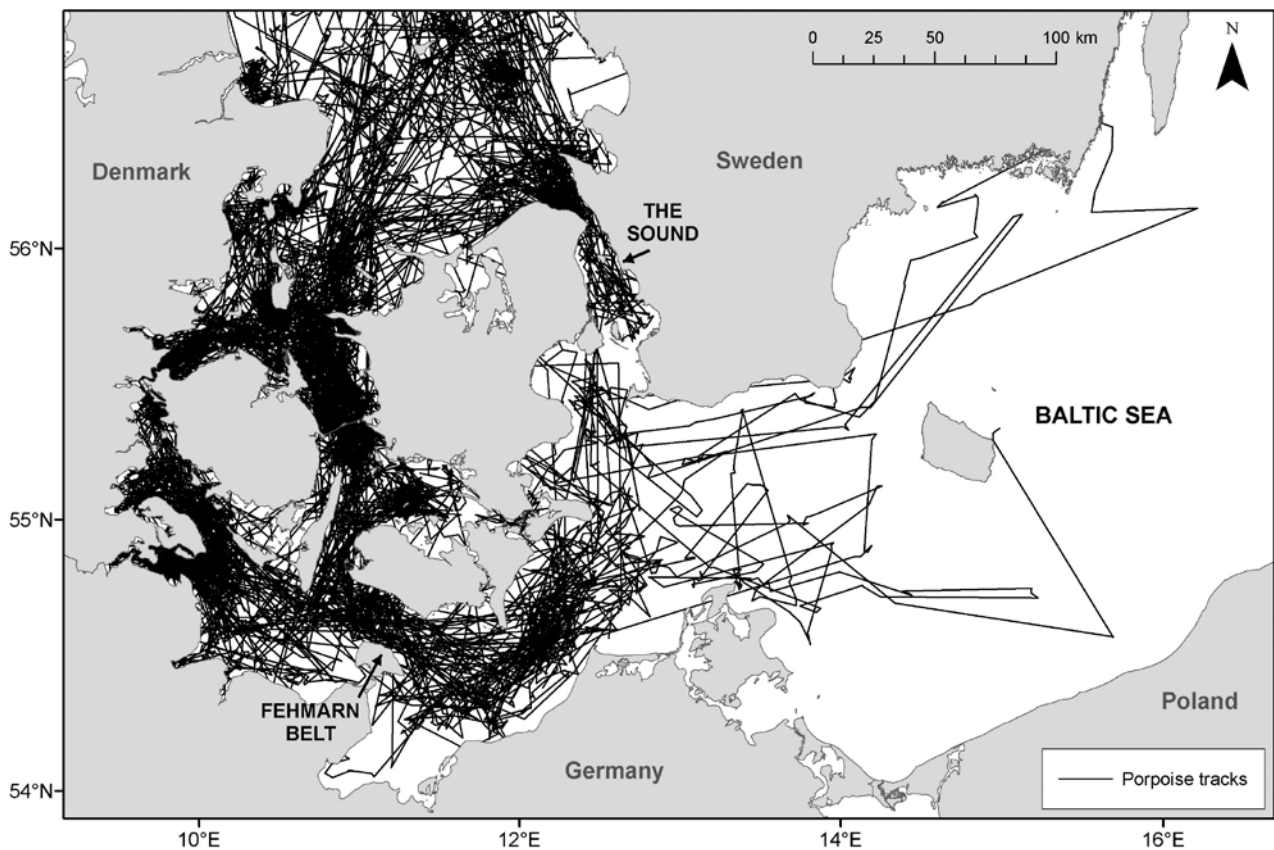 0 25 50 100 km
N
Denmark
Sweden
THE
SOUND
56°N
BALTIC SEA
55°N
FEHMARN
BELT
Poland
Germany
Porpoise tracks
54°N
10°E 12°E 14°E 16°E